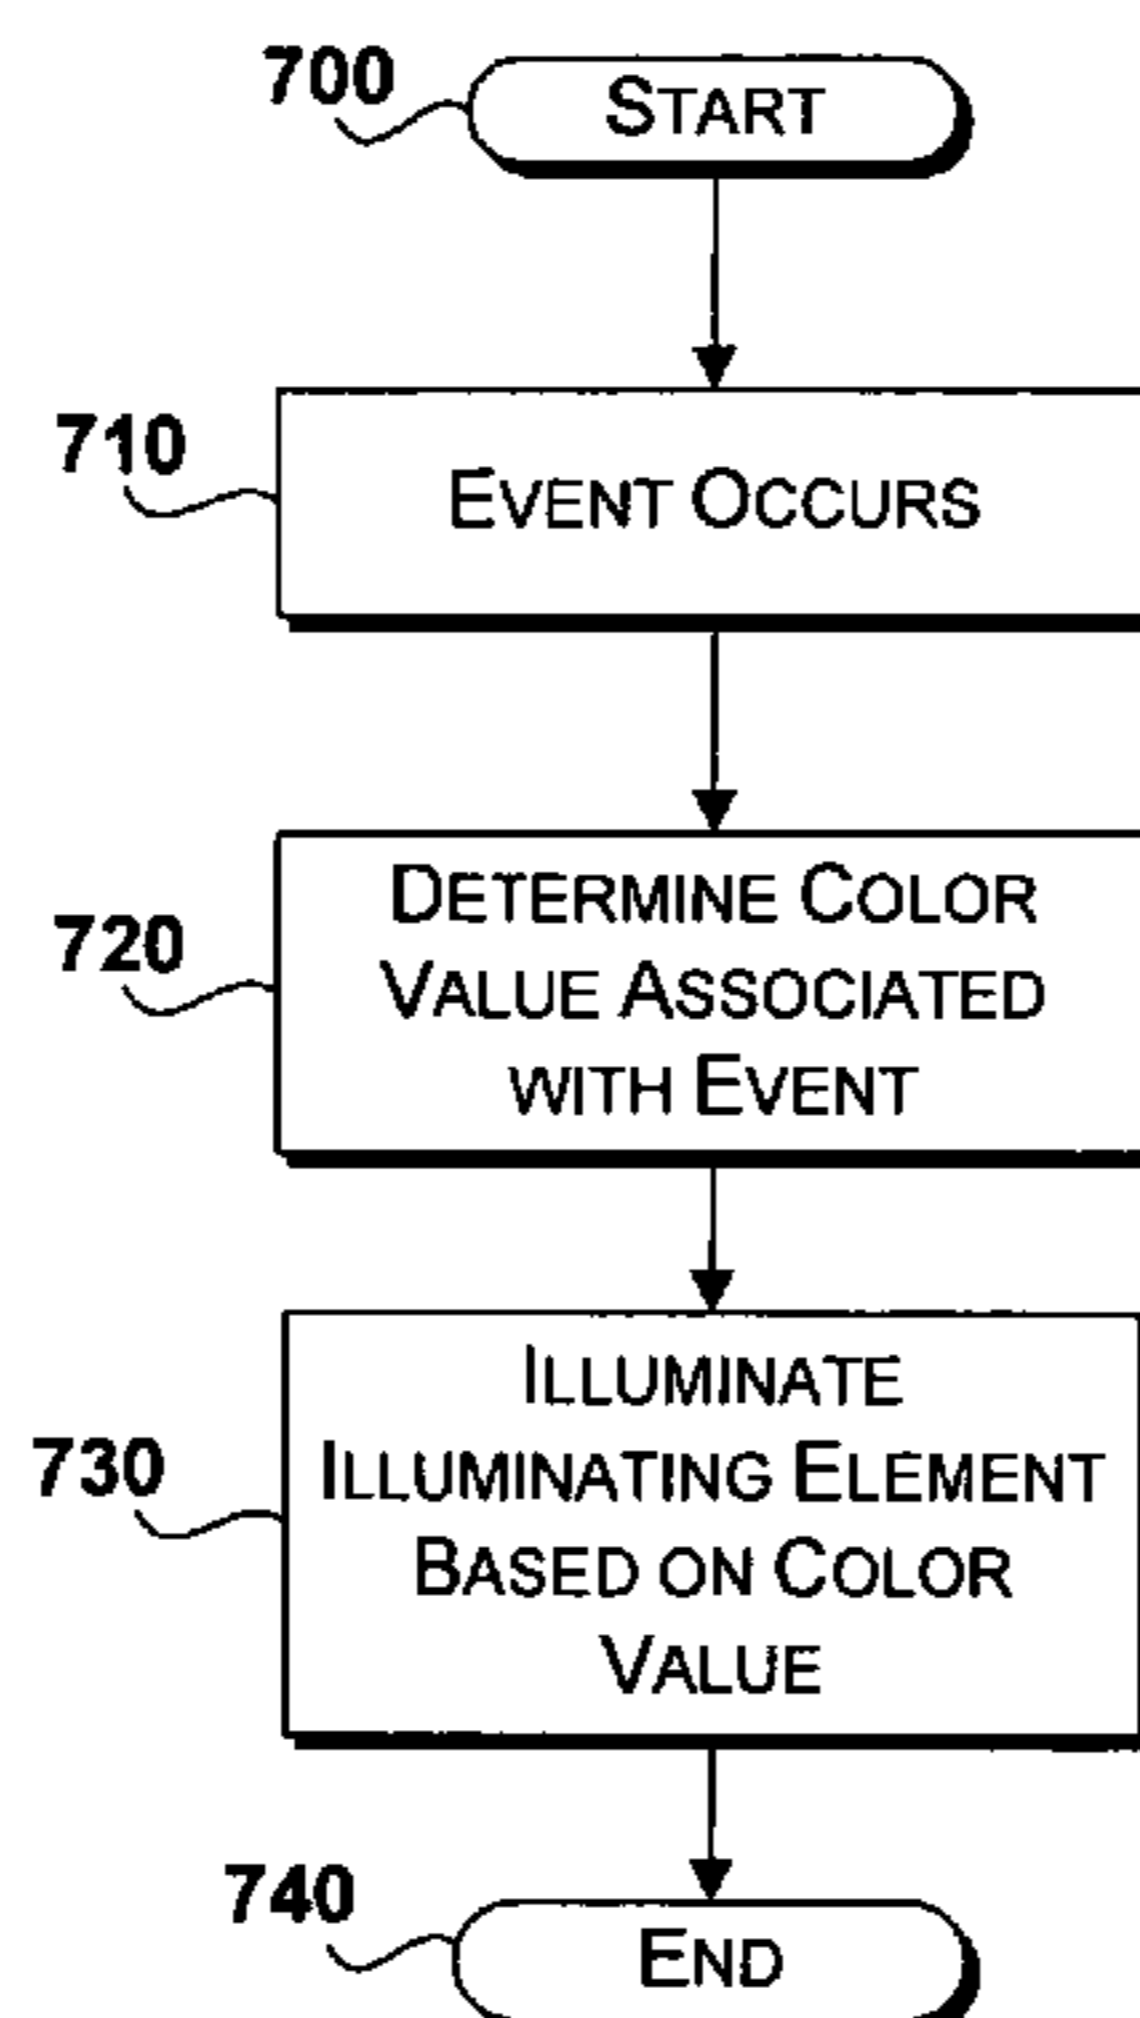 700
START
710
EVENT OCCURS
720
DETERMINE COLOR
VALUE ASSOCIATED
WITH EVENT
730
ILLUMINATE
ILLUMINATING ELEMENT
BASED ON COLOR
VALUE
740
END